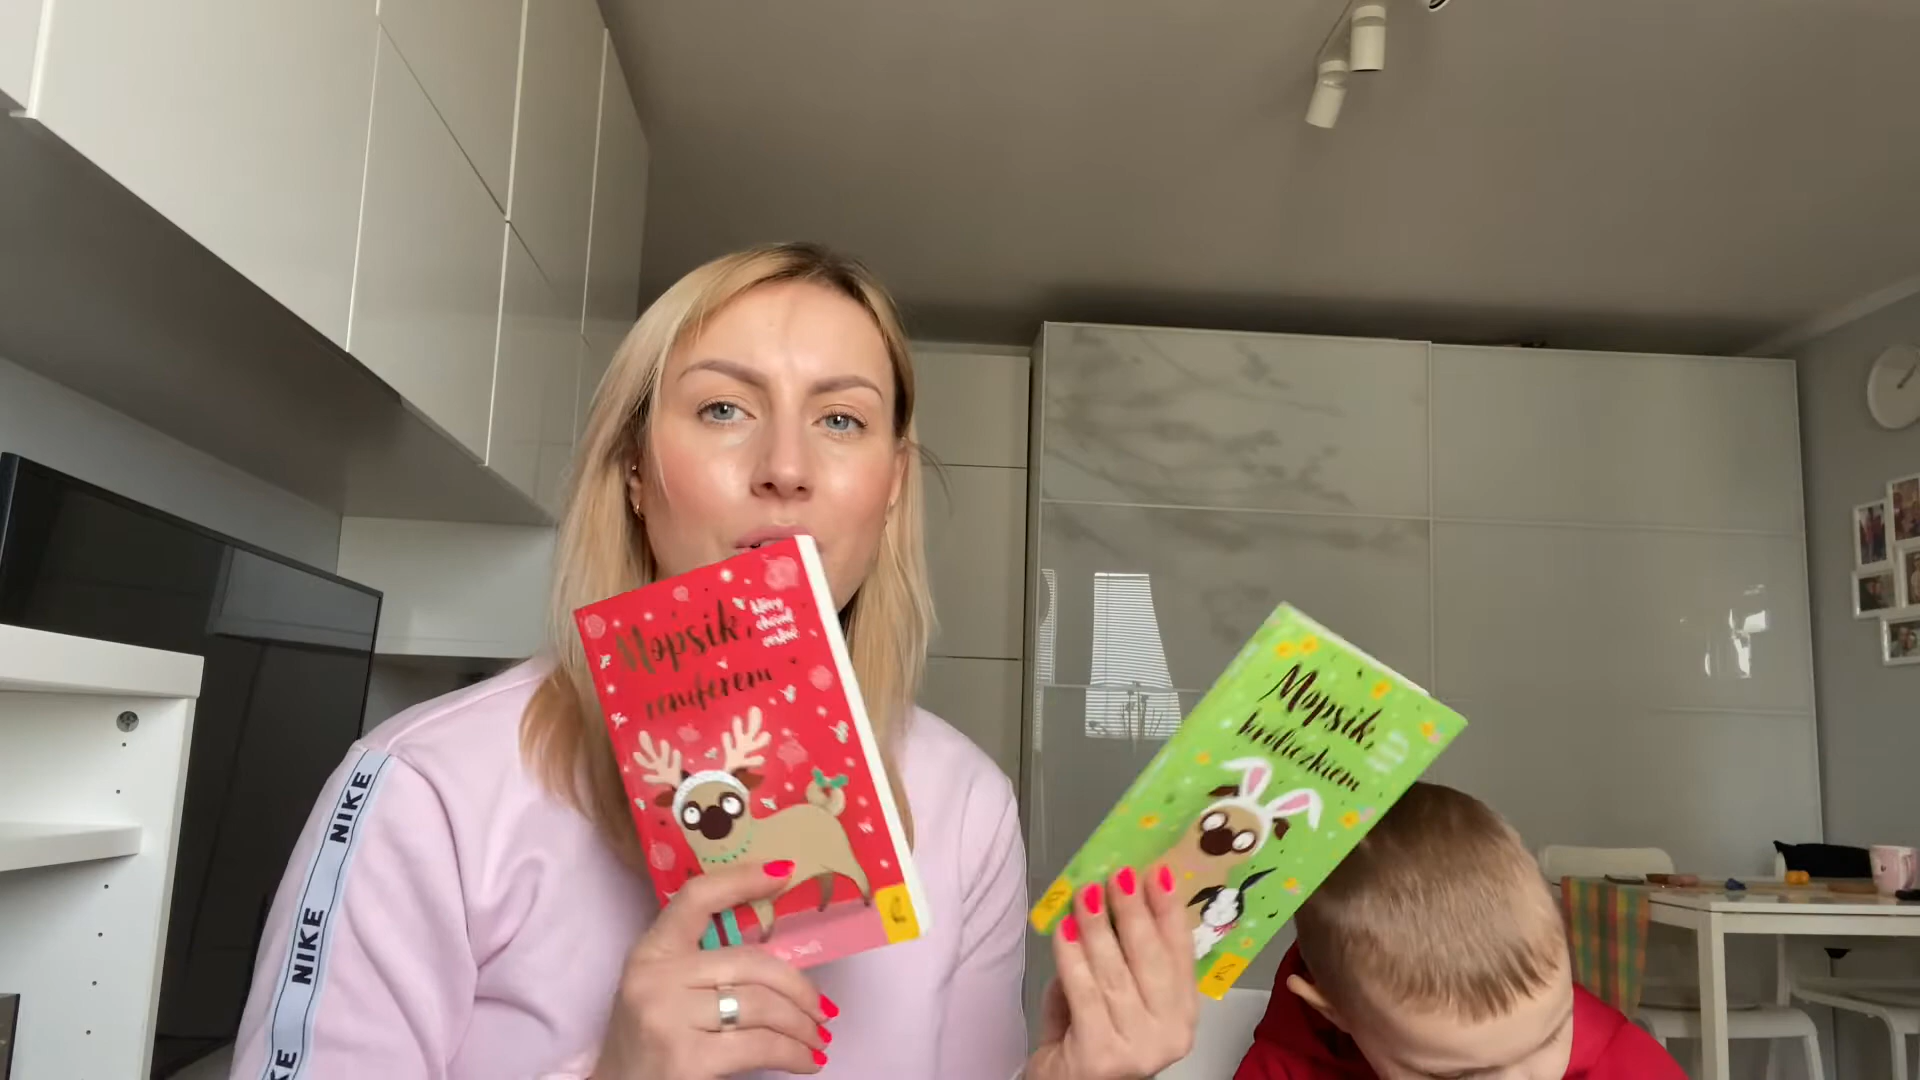 NIKE
NIKE
Mopsik,
który
chciał
zostać
reniferem
Mopsik,
króliczkiem